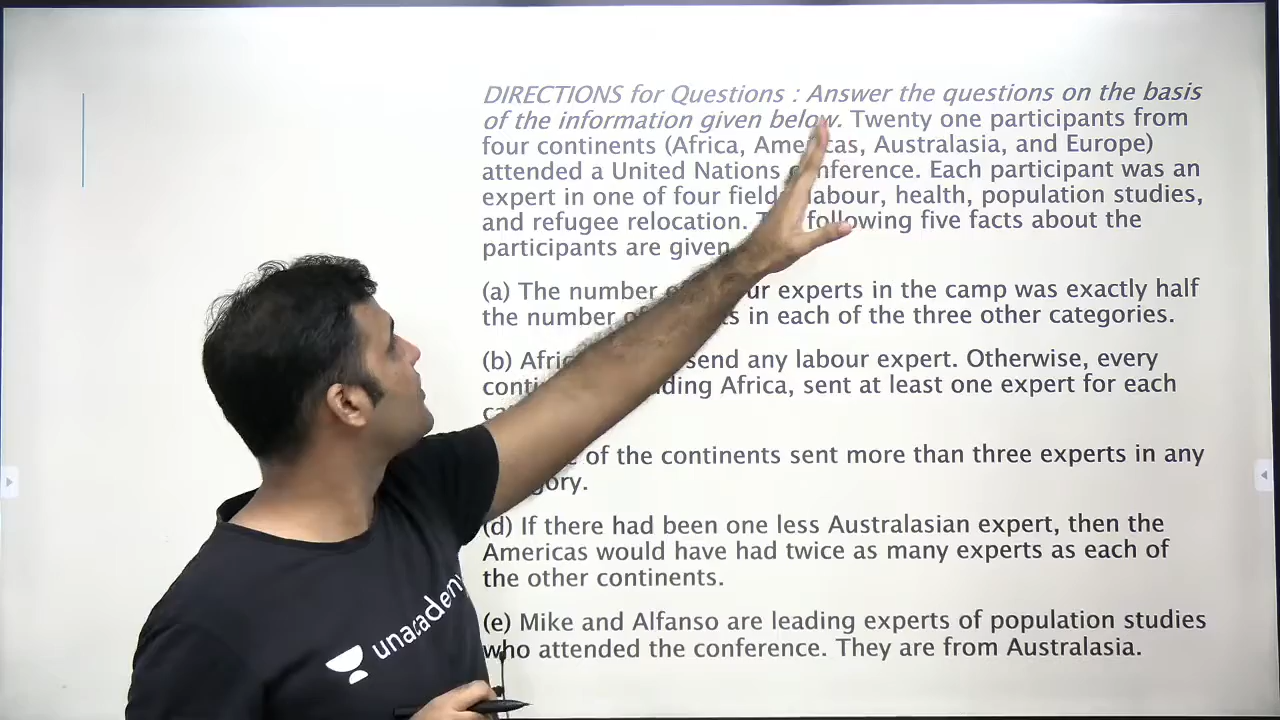 DIRECTIONS for Questions : Answer the questions on the basis
of the information given below. Twenty one participants from
four continents (Africa, Americas, Australasia, and Europe)
attended a United Nations conference. Each participant was an
expert in one of four fields labour, health, population studies,
and refugee relocation. following five facts about the
participants are given
(a) The number experts in the camp was exactly half
the number in each of the three other categories.
(b) send any labour expert. Otherwise, every
Africa, sent at least one expert for each
of the continents sent more than three experts in any
(d) If there had been one less Australasian expert, then the
Americas would have had twice as many experts as each of
the other continents.
(e) Mike and Alfanso are leading experts of population studies
who attended the conference. They are from Australasia.
unacademy